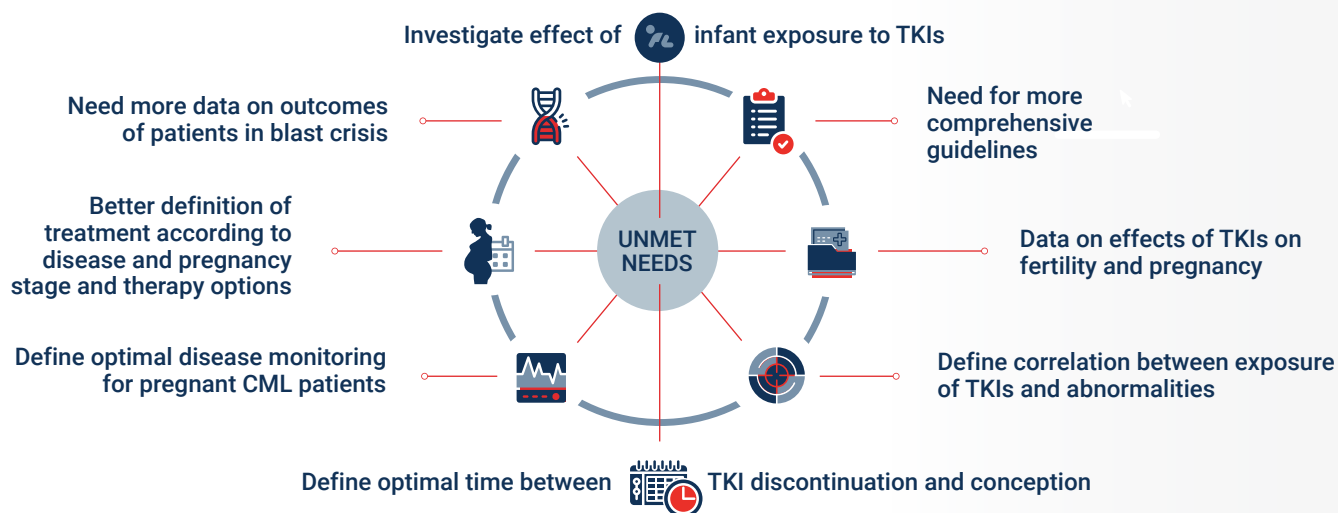 Investigate effect of infant exposure to TKIs
Need more data on outcomes
of patients in blast crisis
Need for more
comprehensive
guidelines
Better definition of
treatment according to
disease and pregnancy
stage and therapy options
UNMET
NEEDS
Data on effects of TKIs on
fertility and pregnancy
Define optimal disease monitoring
for pregnant CML patients
Define correlation between exposure
of TKIs and abnormalities
Define optimal time between TKI discontinuation and conception